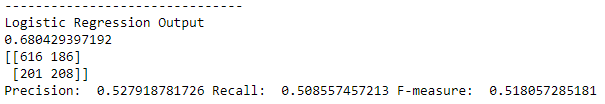 ------------------------------
Logistic Regression Output
0.680429397192
[[616 186]
 [201 208]]
Precision:  0.527918781726 Recall:  0.508557457213 F-measure:  0.518057285181